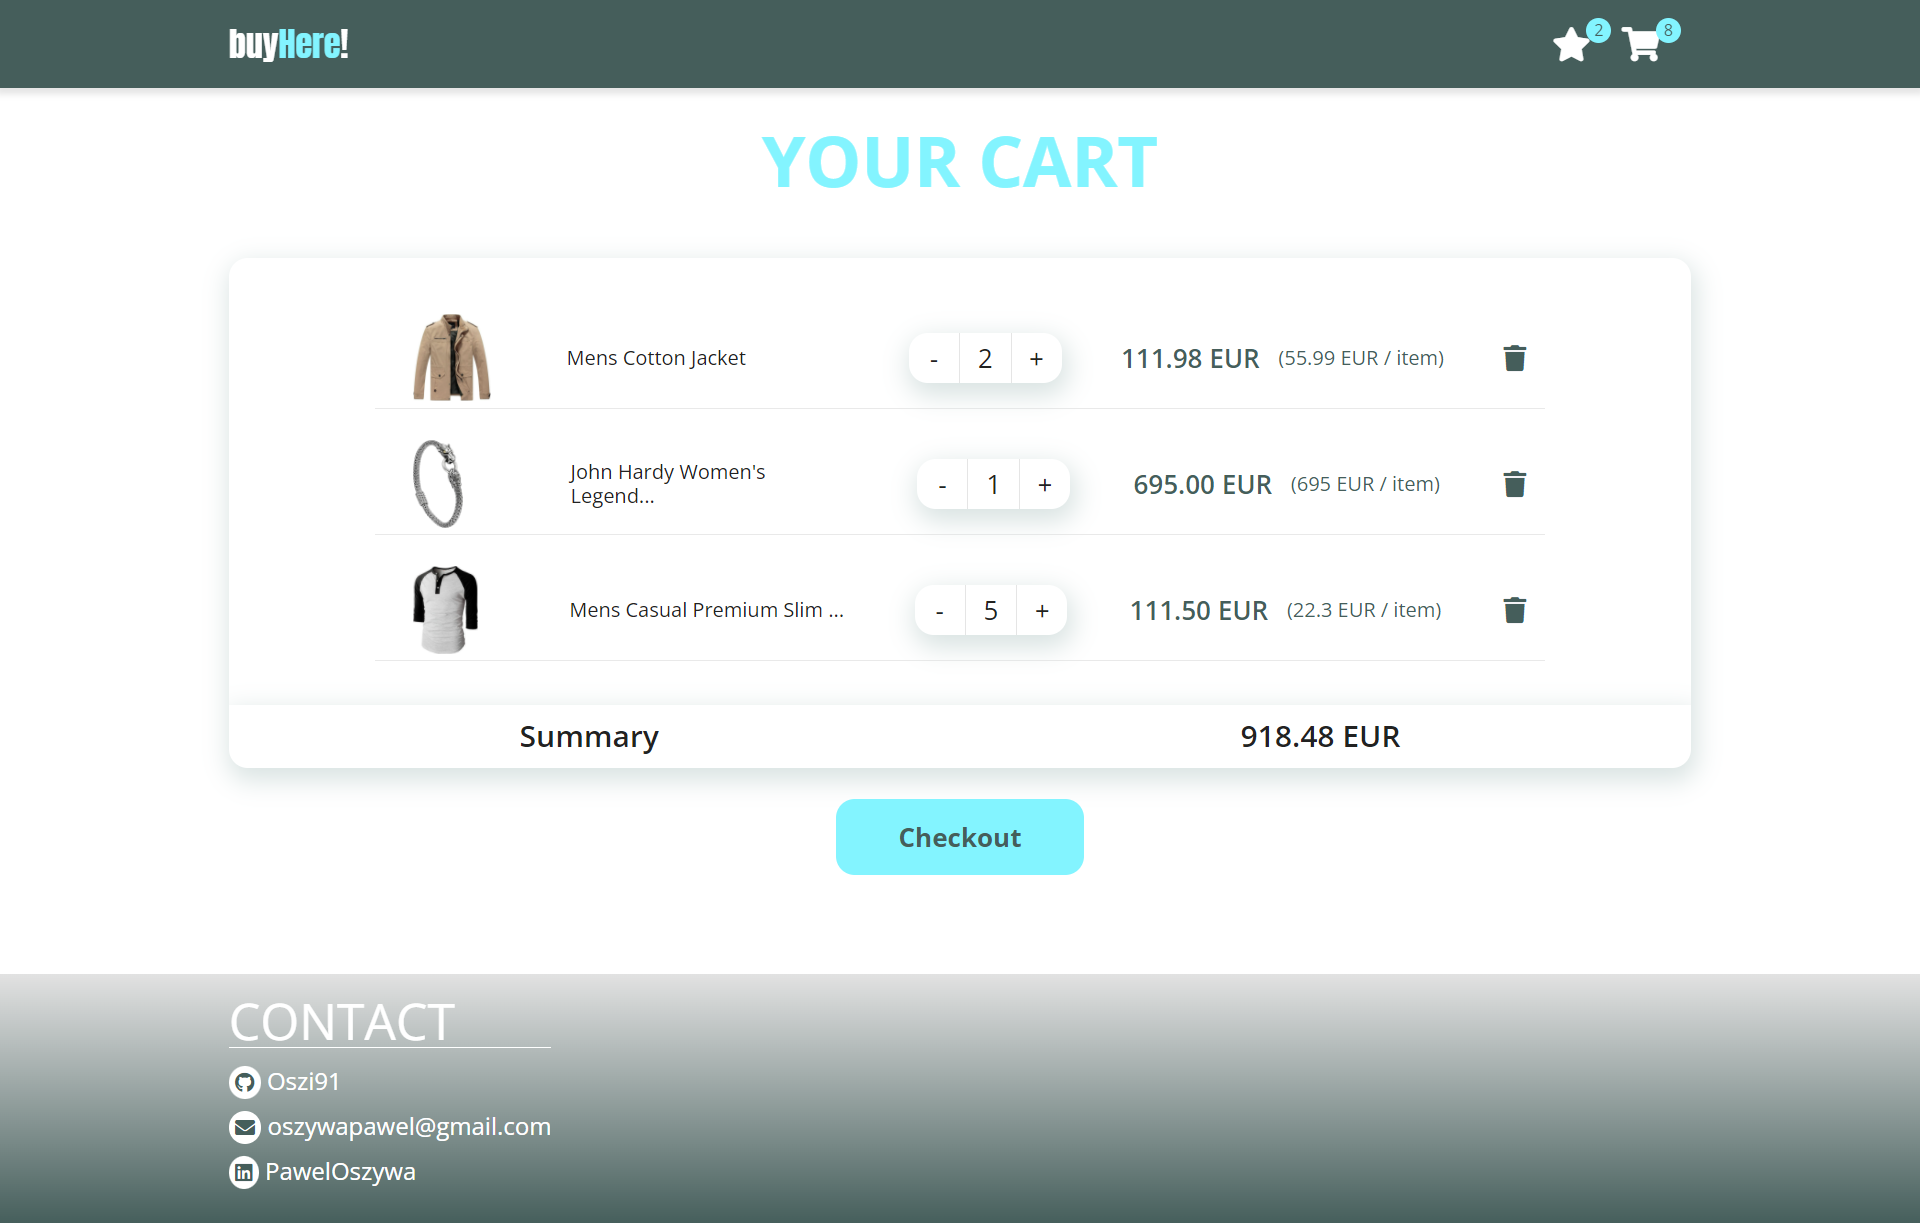 buyHere!
2
8
YOUR CART
Mens Cotton Jacket
- 2 +
111.98 EUR (55.99 EUR / item)
John Hardy Women's
Legend...
- 1 +
695.00 EUR (695 EUR / item)
Mens Casual Premium Slim ...
- 5 +
111.50 EUR (22.3 EUR / item)
Summary 918.48 EUR
Checkout
CONTACT
Oszi91
oszywapawel@gmail.com
in PawelOszywa